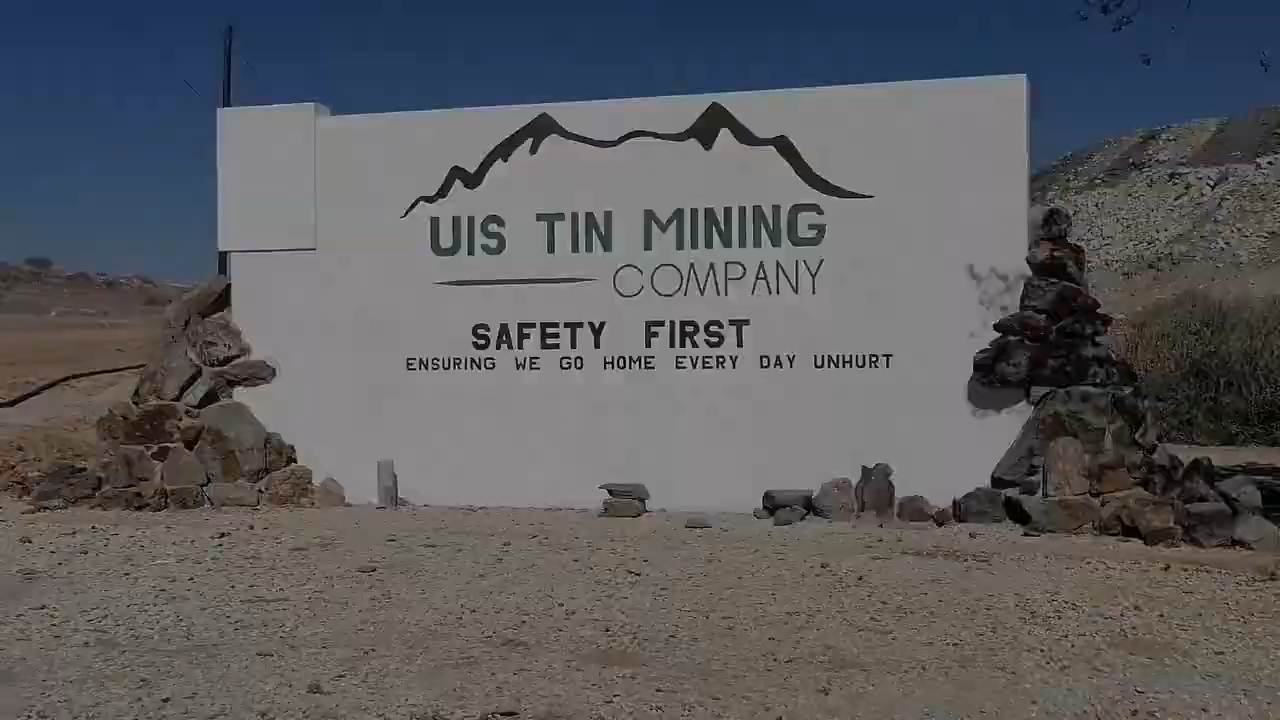 UIS TIN MINING
COMPANY
SAFETY FIRST
ENSURING WE GO HOME EVERY DAY UNHURT